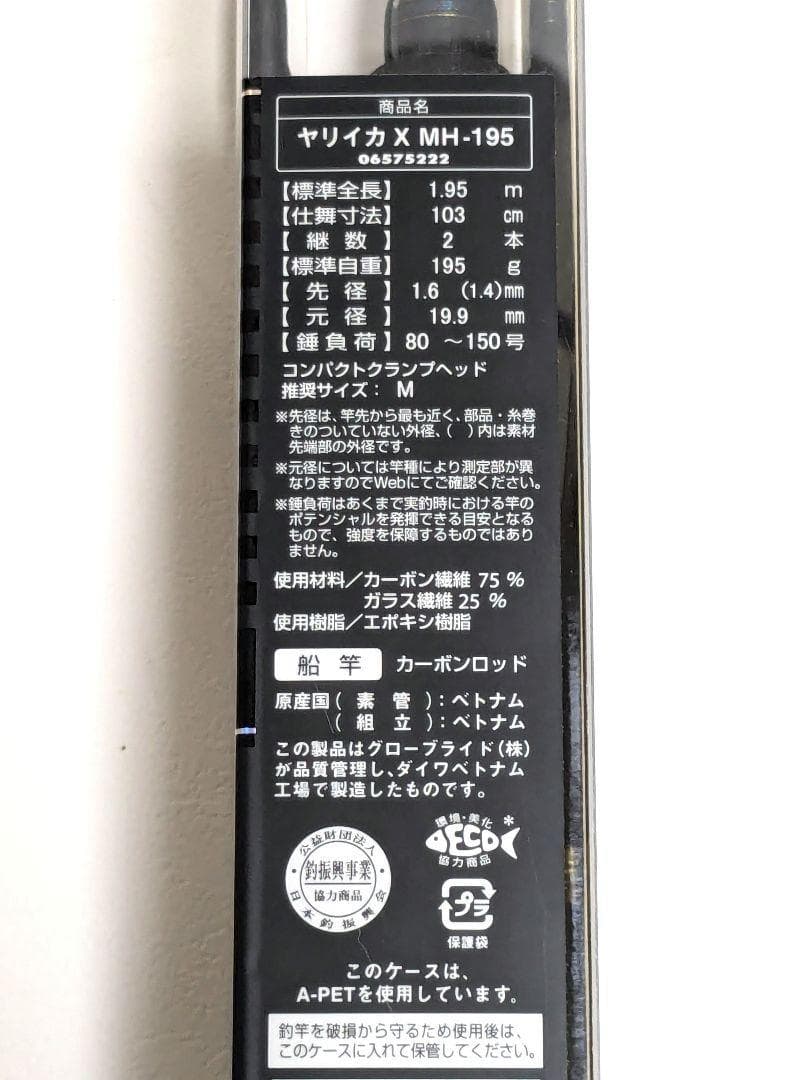 商品名
ヤリイカ X MH-195
06575222
【標準全長】 1.95 m
【仕舞寸法】 103 cm
【継数】 2 本
【標準自重】 195 g
【先径】 1.6 (1.4)mm
【元径】 19.9 mm
【錘負荷】 80 ～150号
コンパクトクランプヘッド
推奨サイズ： M
※先径は、竿先から最も近く、部品・糸巻
きのついていない外径、( )内は素材
先端部の外径です。
※元径については竿種により測定部が異
なりますのでWebにてご確認ください。
※錘負荷はあくまで実釣時における竿の
ポテンシャルを発揮できる目安となる
もので、強度を保障するものではあり
ません。
使用材料／カーボン繊維 75 %
ガラス繊維 25 %
使用樹脂／エポキシ樹脂
船竿 カーボンロッド
原産国(素管)：ベトナム
(組立)：ベトナム
この製品はグローブライド(株)
が品質管理し、ダイワベトナム
工場で製造したものです。
公益財団法人
釣振興事業
協力商品
日本釣振興会
環境・美化
ECO*
協力商品
プラ
保護袋
このケースは、
A-PETを使用しています。
釣竿を破損から守るため使用後は、
このケースに入れて保管してください。